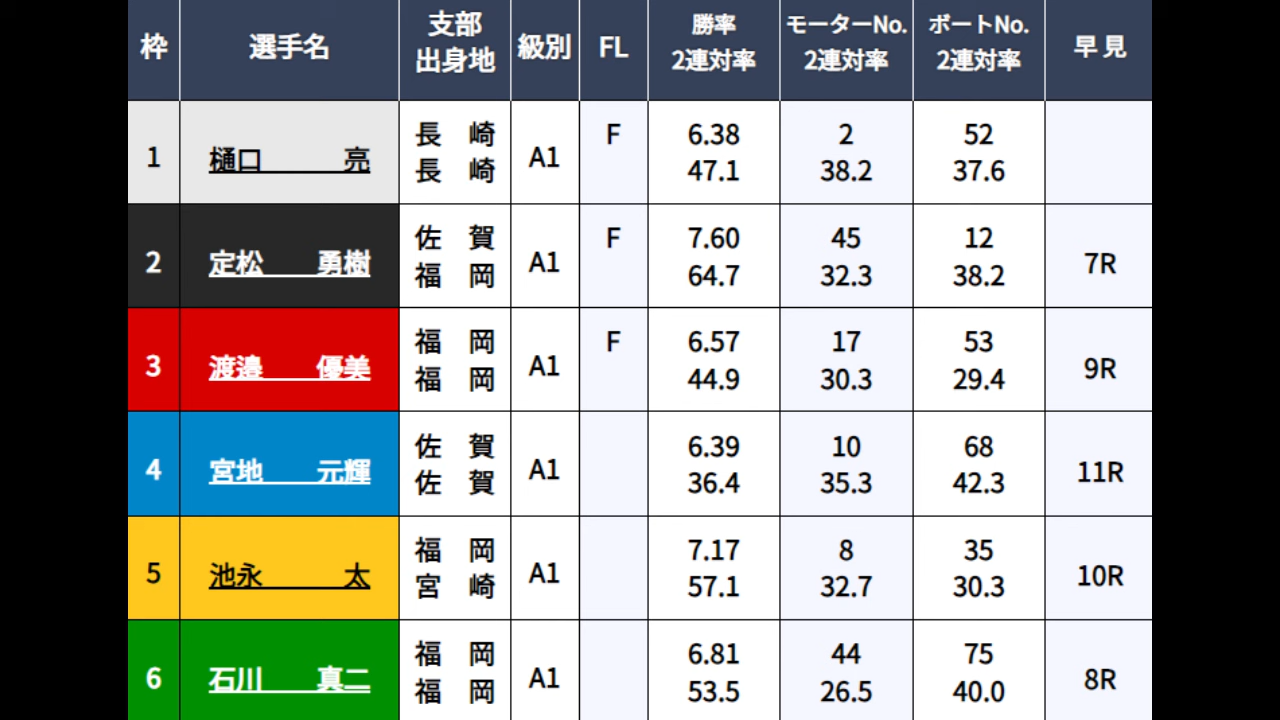 枠 選手名 支部 出身地 級別 FL 勝率 2連対率 モーターNo. 2連対率 ボートNo. 2連対率 早見
1 樋口 亮 長崎 長崎 A1 F 6.38 47.1 2 38.2 52 37.6
2 定松 勇樹 佐賀 福岡 A1 F 7.60 64.7 45 32.3 12 38.2 7R
3 渡邉 優美 福岡 福岡 A1 F 6.57 44.9 17 30.3 53 29.4 9R
4 宮地 元輝 佐賀 佐賀 A1 6.39 36.4 10 35.3 68 42.3 11R
5 池永 太 福岡 宮崎 A1 7.17 57.1 8 32.7 35 30.3 10R
6 石川 真二 福岡 福岡 A1 6.81 53.5 44 26.5 75 40.0 8R